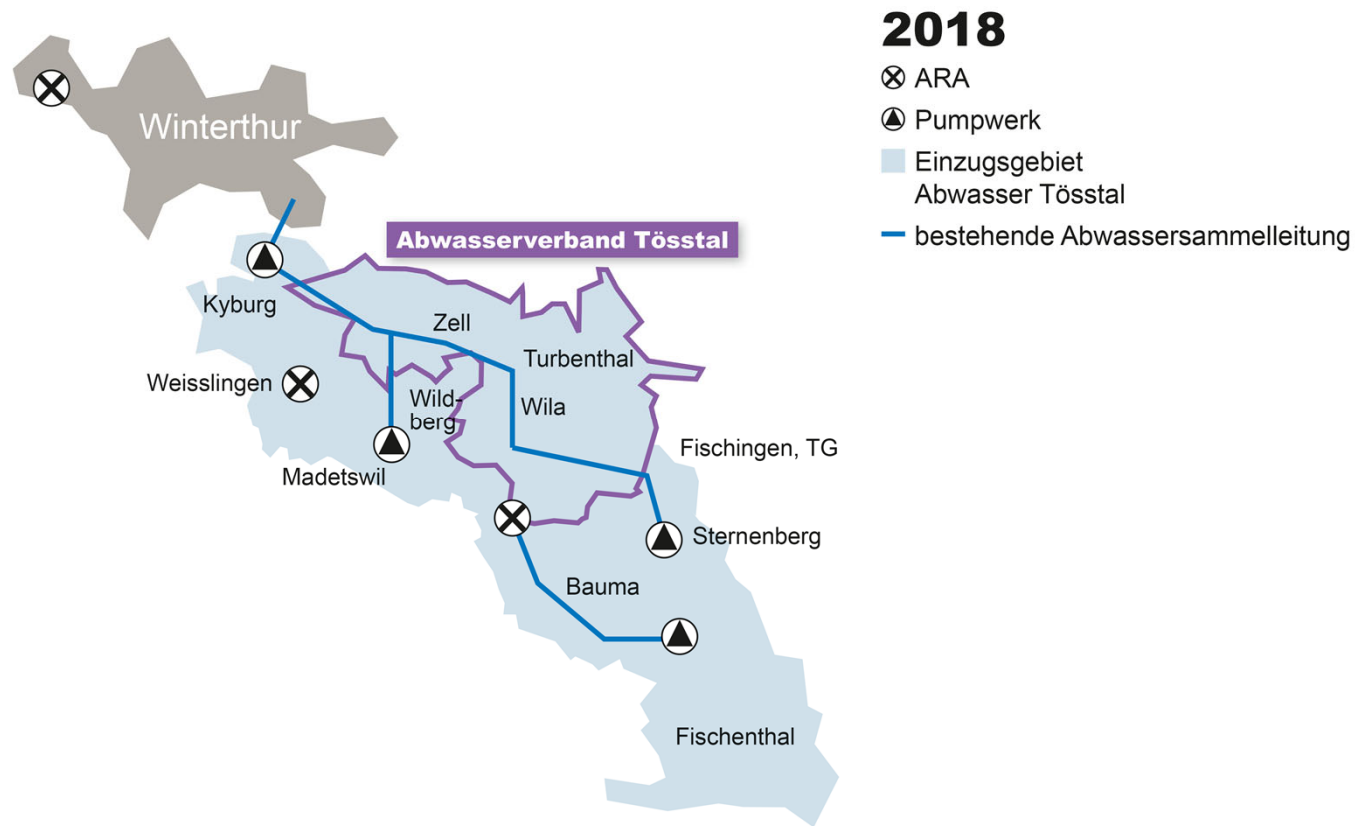 2018
ARA
Pumpwerk
Einzugsgebiet
Abwasser Tösstal
bestehende Abwassersammelleitung
Winterthur
Abwasserverband Tösstal
Kyburg
Zell
Turbenthal
Weisslingen
Wild-
berg
Wila
Madetswil
Fischingen, TG
Sternenberg
Bauma
Fischenthal